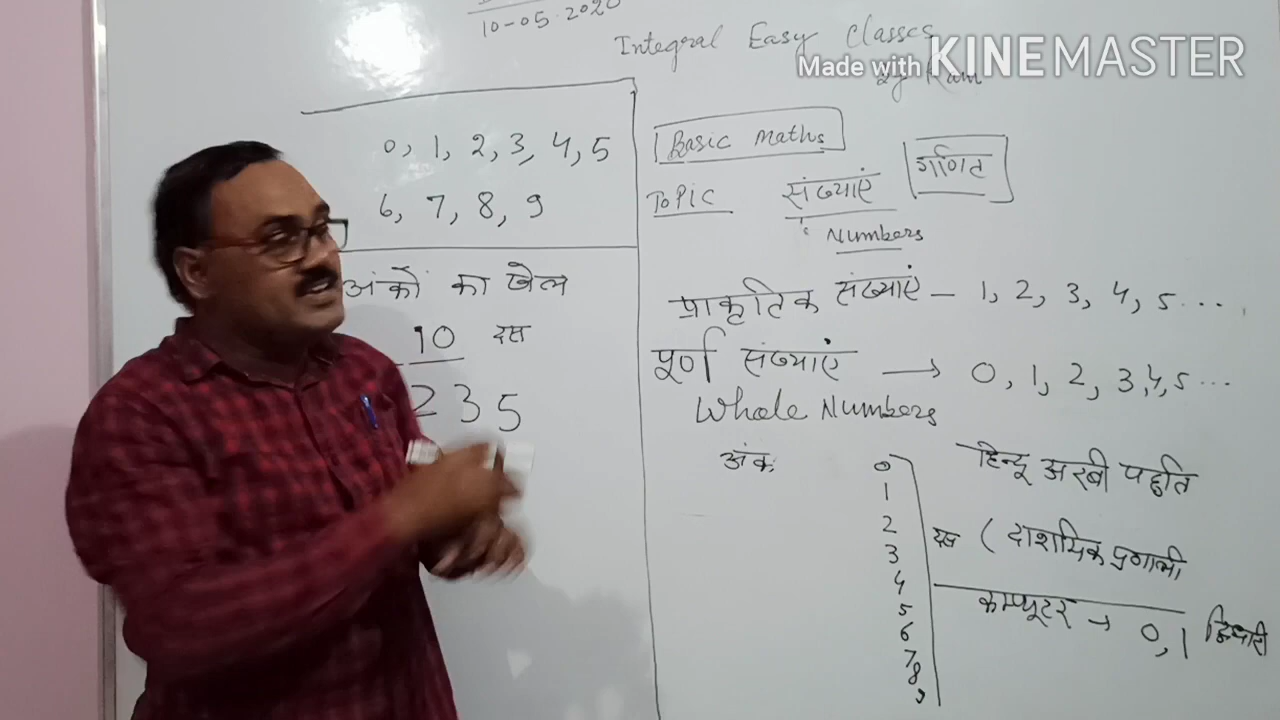 10-05.2020
Integral Easy Classes
Made with KINEMASTER
By Ram
0, 1, 2, 3, 4, 5
6, 7, 8, 9
अंकों का खेल
10 दस
235
Basic Maths
गणित
Topic संख्याएं
Numbers
प्राकृतिक संख्याएं — 1, 2, 3, 4, 5...
पूर्ण संख्याएं → 0, 1, 2, 3, 4, 5...
Whole Numbers
अंक
0
1
2
3
4
5
6
7
8
9
हिन्दू अरबी पद्धति
दस ( दाशमिक प्रणाली
कम्प्यूटर → 0, 1